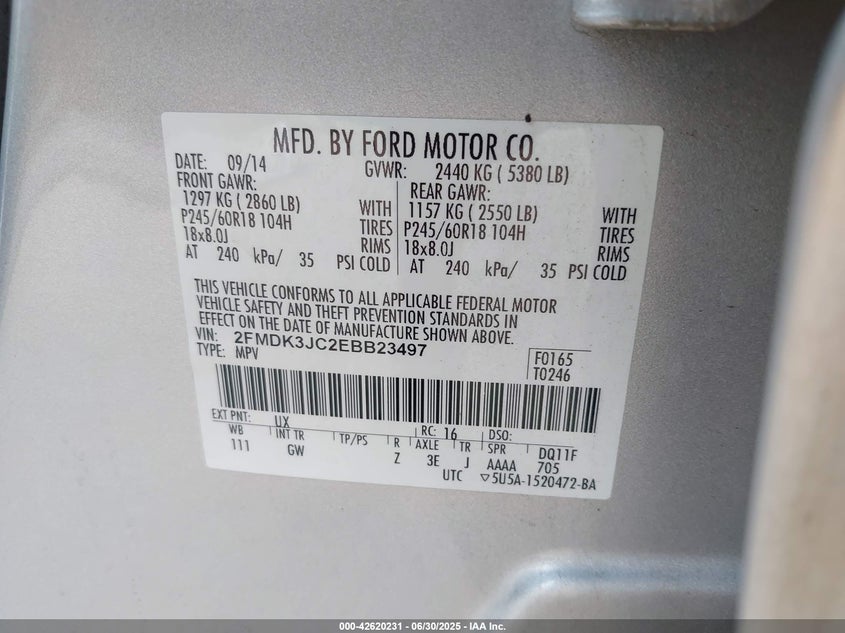 MFD. BY FORD MOTOR CO.
DATE: 09/14 GVWR: 2440 KG ( 5380 LB)
FRONT GAWR: REAR GAWR:
1297 KG ( 2860 LB) WITH 1157 KG ( 2550 LB) WITH
P245/60R18 104H TIRES P245/60R18 104H TIRES
18x8.0J RIMS 18x8.0J RIMS
AT 240 kPa/ 35 PSI COLD AT 240 kPa/ 35 PSI COLD
THIS VEHICLE CONFORMS TO ALL APPLICABLE FEDERAL MOTOR
VEHICLE SAFETY AND THEFT PREVENTION STANDARDS IN
EFFECT ON THE DATE OF MANUFACTURE SHOWN ABOVE.
VIN: 2FMDK3JC2EBB23497
TYPE: MPV
F0165
T0246
EXT PNT: UX RC: 16 DSO:
WB INT TR TP/PS R AXLE TR SPR DQ11F
111 GW Z 3E J AAAA 705
UTC ▽5U5A-1520472-BA
000-42620231 - 06/30/2025 - IAA Inc.